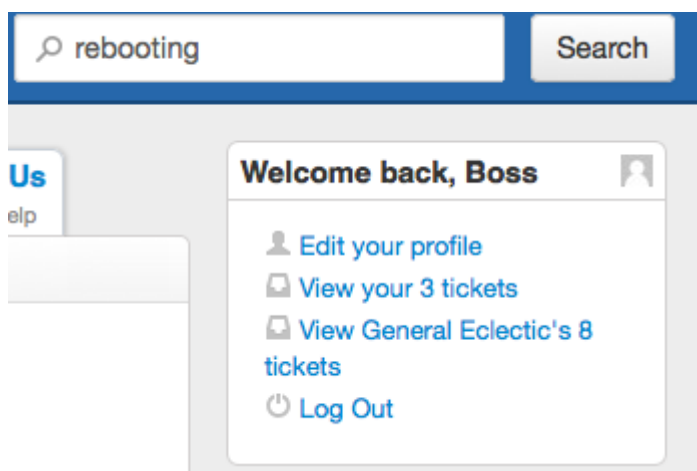 rebooting
Search
Us
elp
Welcome back, Boss
Edit your profile
View your 3 tickets
View General Eclectic's 8
tickets
Log Out